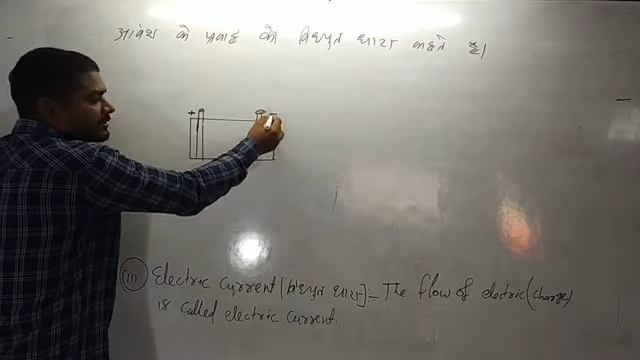 आवेश के प्रवाह को विद्युत धारा कहते है।
+
(iii) Electric current (विद्युत धारा):- The flow of electric (charge)
is called electric current.